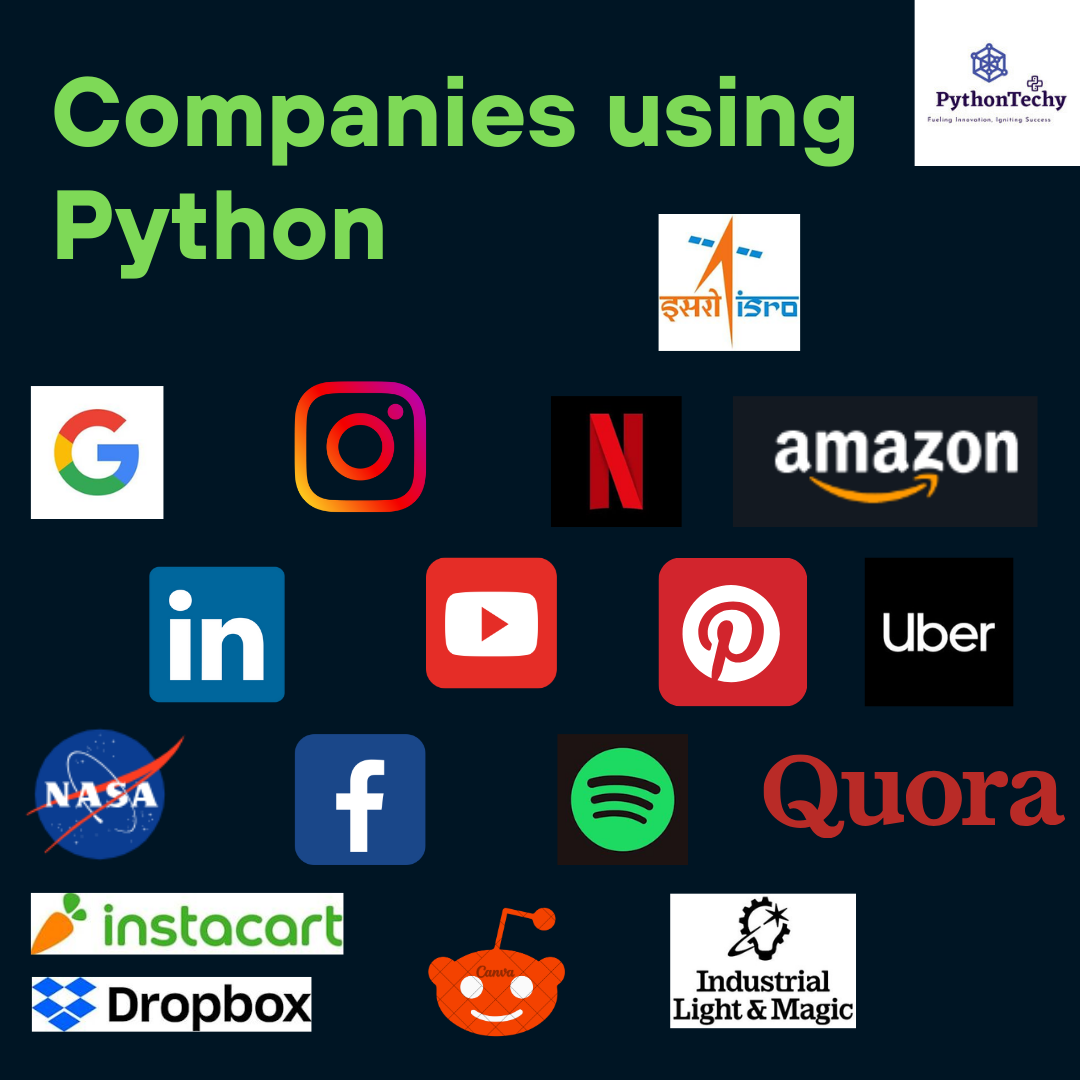 Companies using
Python
PythonTechy
Fueling Innovation, Igniting Success
इसरो isro
G
N
amazon
in
Uber
NASA
f
Quora
instacart
Canva
Dropbox
Industrial
Light & Magic